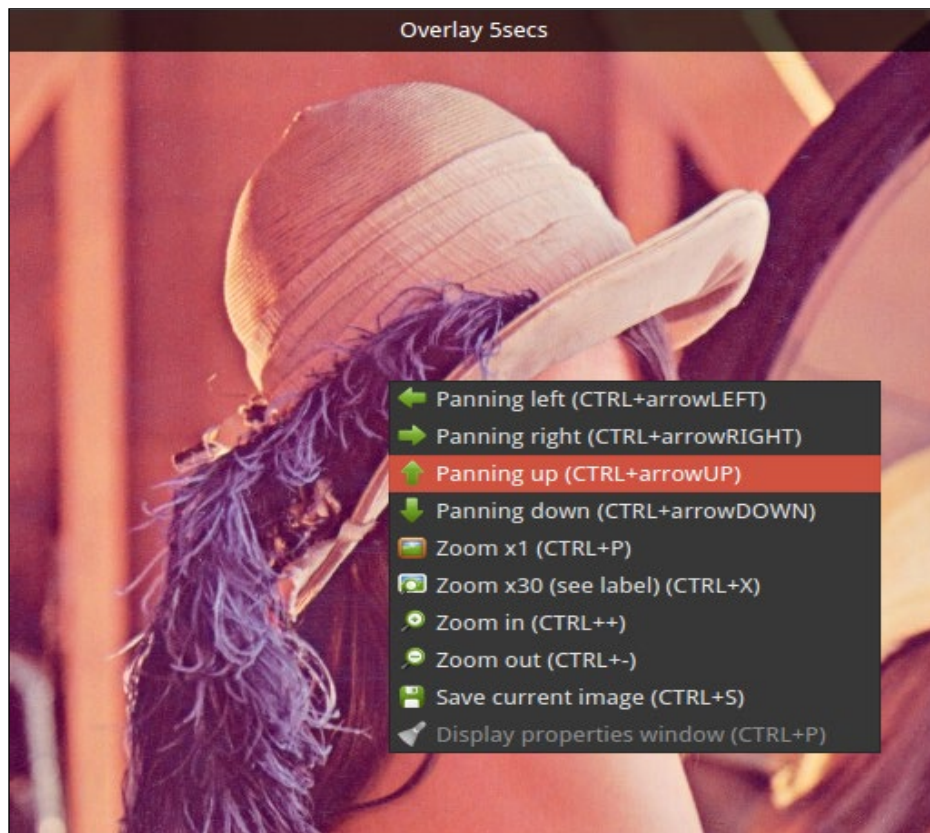 Overlay 5secs
Panning left (CTRL+arrowLEFT)
Panning right (CTRL+arrowRIGHT)
Panning up (CTRL+arrowUP)
Panning down (CTRL+arrowDOWN)
Zoom x1 (CTRL+P)
Zoom x30 (see label) (CTRL+X)
Zoom in (CTRL++)
Zoom out (CTRL+-)
Save current image (CTRL+S)
Display properties window (CTRL+P)